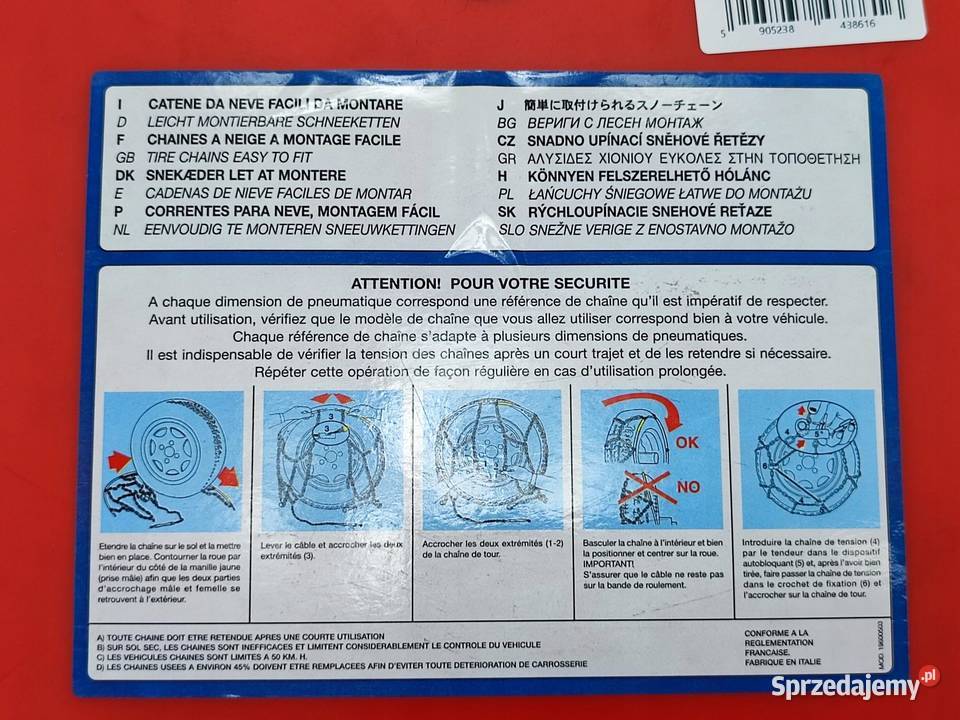 5 905238 438616
I CATENE DA NEVE FACILI DA MONTARE
D LEICHT MONTIERBARE SCHNEEKETTEN
F CHAINES A NEIGE A MONTAGE FACILE
GB TIRE CHAINS EASY TO FIT
DK SNEKÆDER LET AT MONTERE
E CADENAS DE NIEVE FACILES DE MONTAR
P CORRENTES PARA NEVE, MONTAGEM FÁCIL
NL EENVOUDIG TE MONTEREN SNEEUWKETTINGEN
J 簡単に取付けられるスノーチェーン
BG ВЕРИГИ С ЛЕСЕН МОНТАЖ
CZ SNADNO UPÍNACÍ SNĚHOVÉ ŘETĚZY
GR ΑΛΥΣΙΔΕΣ ΧΙΟΝΙΟΥ ΕΥΚΟΛΕΣ ΣΤΗΝ ΤΟΠΟΘΕΤΗΣΗ
H KÖNNYEN FELSZERELHETŐ HÓLÁNC
PL ŁAŃCUCHY ŚNIEGOWE ŁATWE DO MONTAŻU
SK RÝCHLOUPÍNACIE SNEHOVÉ REŤAZE
SLO SNEŽNE VERIGE Z ENOSTAVNO MONTAŽO
ATTENTION! POUR VOTRE SECURITE
A chaque dimension de pneumatique correspond une référence de chaîne qu'il est impératif de respecter.
Avant utilisation, vérifiez que le modèle de chaîne que vous allez utiliser correspond bien à votre véhicule.
Chaque référence de chaîne s'adapte à plusieurs dimensions de pneumatiques.
Il est indispensable de vérifier la tension des chaînes après un court trajet et de les retendre si nécessaire.
Répéter cette opération de façon régulière en cas d'utilisation prolongée.
3
3
OK
NO
4
5
6
Etendre la chaîne sur le sol et la mettre
bien en place. Contourner la roue par
l'intérieur du côté de la manille jaune
(prise mâle) afin que les deux parties
d'accrochage mâle et femelle se
retrouvent à l'extérieur.
Lever le câble et accrocher les deux
extrémités (3).
Accrocher les deux extrémités (1-2)
de la chaîne de tour.
Basculer la chaîne à l'intérieur et bien
la positionner et centrer sur la roue.
IMPORTANT!
S'assurer que le câble ne reste pas
sur la bande de roulement.
Introduire la chaîne de tension (4)
par le tendeur dans le dispositif
autobloquant (5) et, après l'avoir bien
tirée, faire passer la chaîne de tension
dans le crochet de fixation (6) et
l'accrocher sur la chaîne de tour.
A) TOUTE CHAINE DOIT ETRE RETENDUE APRES UNE COURTE UTILISATION
B) SUR SOL SEC, LES CHAINES SONT INEFFICACES ET LIMITENT CONSIDERABLEMENT LE CONTROLE DU VEHICULE
C) LES VEHICULES CHAINES SONT LIMITES A 50 KM. H.
D) LES CHAINES USEES A ENVIRON 45% DOIVENT ETRE REMPLACEES AFIN D'EVITER TOUTE DETERIORATION DE CARROSSERIE
CONFORME A LA
REGLEMENTATION
FRANCAISE.
FABRIQUE EN ITALIE
Sprzedajemy.pl